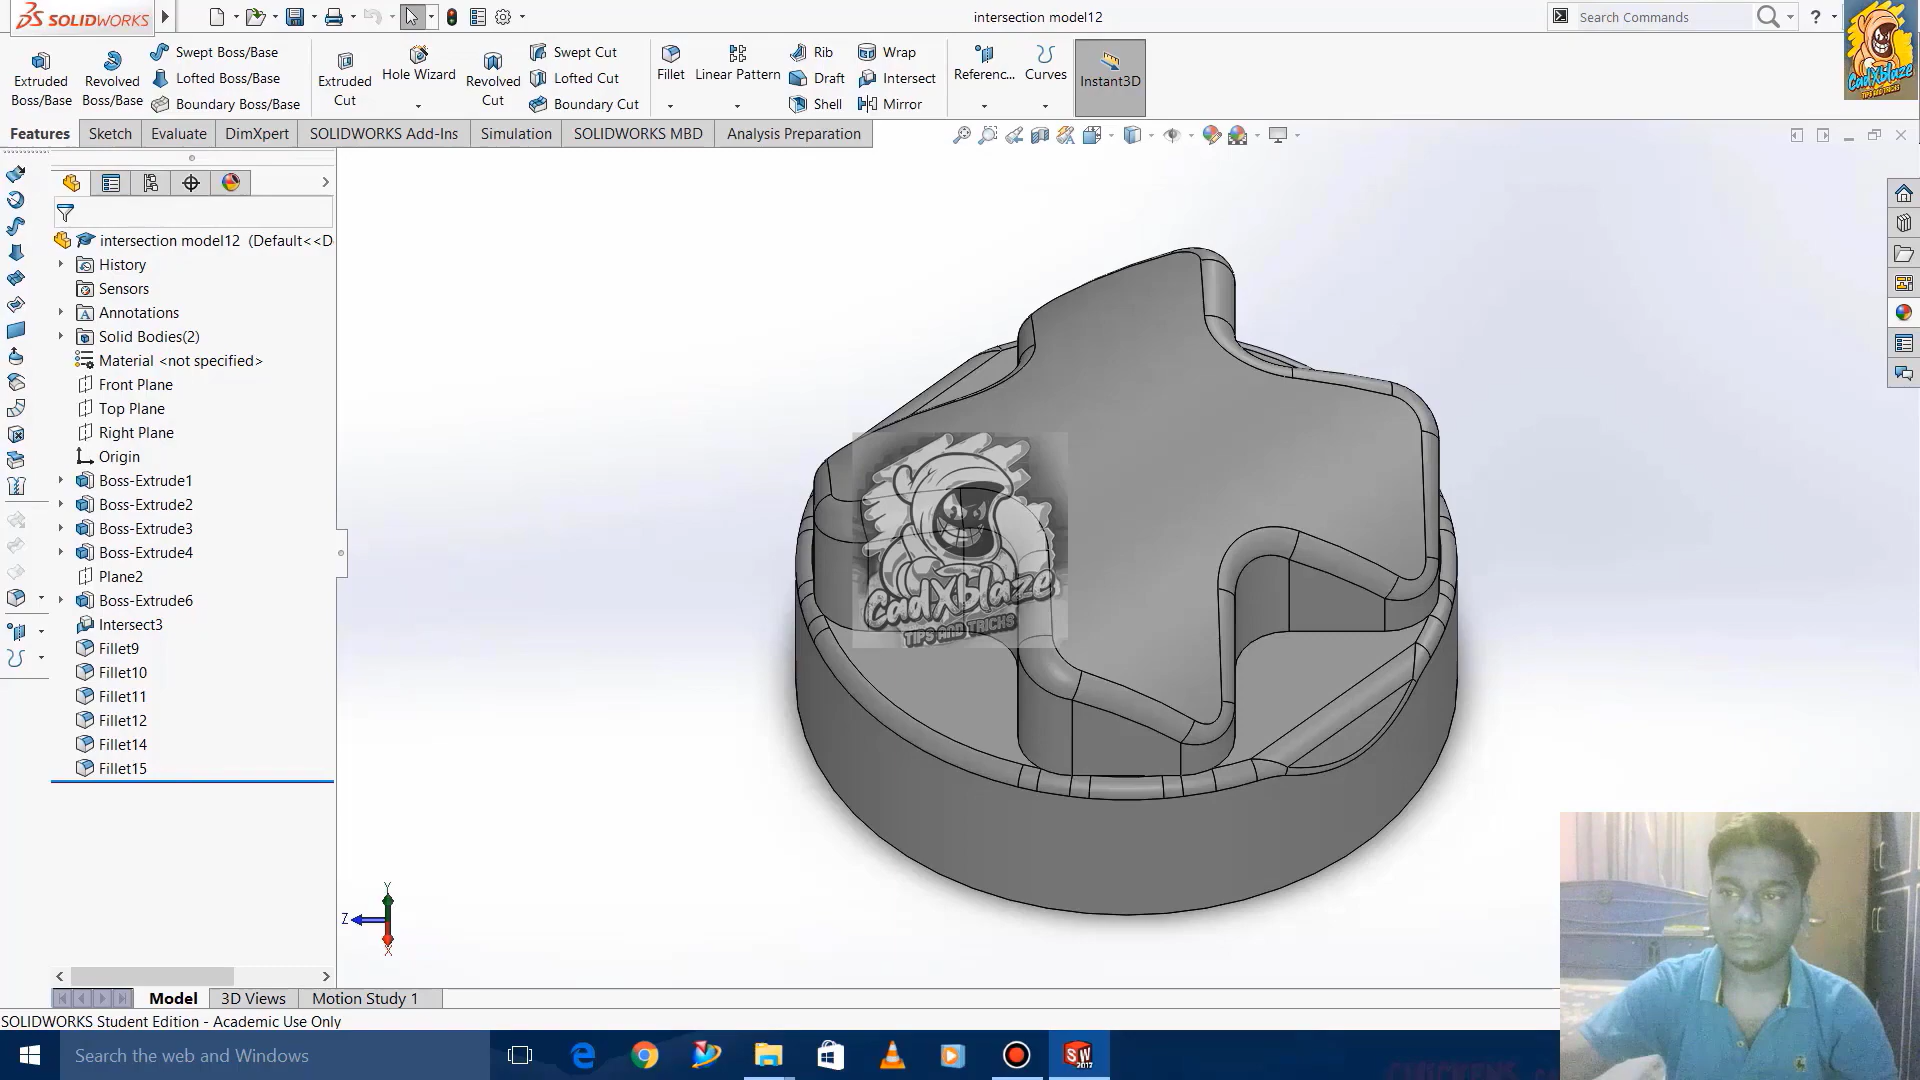 SOLIDWORKS
intersection model12
Search Commands
?
Extruded Boss/Base
Revolved Boss/Base
Swept Boss/Base
Lofted Boss/Base
Boundary Boss/Base
Extruded Cut
Hole Wizard
Revolved Cut
Swept Cut
Lofted Cut
Boundary Cut
Fillet
Linear Pattern
Rib
Draft
Shell
Wrap
Intersect
Mirror
Referenc...
Curves
Instant3D
CadXblaze
TIPS AND TRICKS
Features
Sketch
Evaluate
DimXpert
SOLIDWORKS Add-Ins
Simulation
SOLIDWORKS MBD
Analysis Preparation
intersection model12 (Default<<D
History
Sensors
Annotations
Solid Bodies(2)
Material <not specified>
Front Plane
Top Plane
Right Plane
Origin
Boss-Extrude1
Boss-Extrude2
Boss-Extrude3
Boss-Extrude4
Plane2
Boss-Extrude6
Intersect3
Fillet9
Fillet10
Fillet11
Fillet12
Fillet14
Fillet15
CadXblaze
TIPS AND TRICKS
Y
Z
X
Model
3D Views
Motion Study 1
SOLIDWORKS Student Edition - Academic Use Only
Search the web and Windows
SW
2017